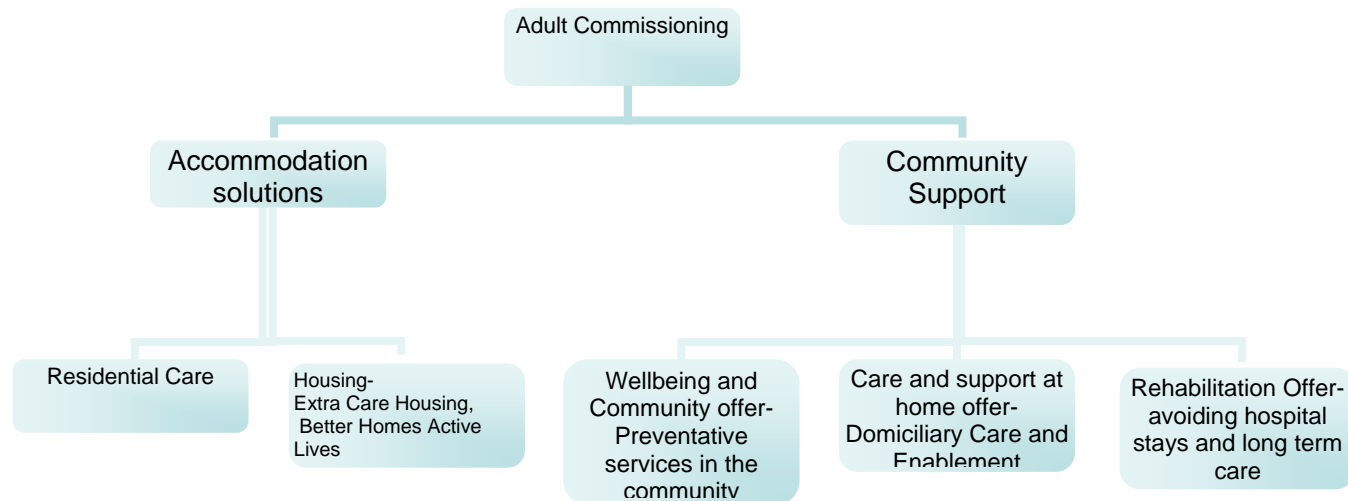 Adult Commissioning
Accommodation
solutions
Community
Support
Residential Care
Housing-
Extra Care Housing,
Better Homes Active
Lives
Wellbeing and
Community offer-
Preventative
services in the
community
Care and support at
home offer-
Domiciliary Care and
Enablement
Rehabilitation Offer-
avoiding hospital
stays and long term
care